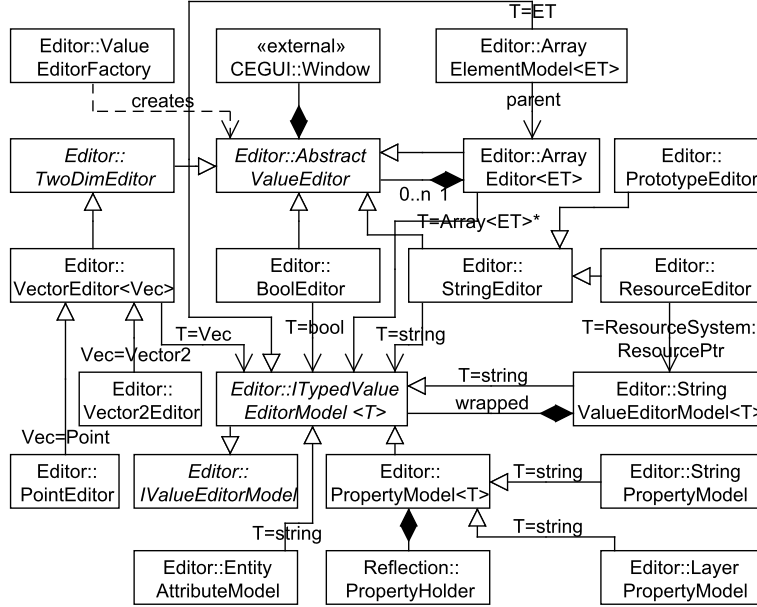 T=ET
Editor::Value
EditorFactory
«external»
CEGUI::Window
Editor::Array
ElementModel<ET>
creates
parent
Editor::
TwoDimEditor
Editor::Abstract
ValueEditor
Editor::Array
Editor<ET>
Editor::
PrototypeEditor
0..n
1
T=Array<ET>*
Editor::
VectorEditor<Vec>
Editor::
BoolEditor
Editor::
StringEditor
Editor::
ResourceEditor
T=Vec
T=bool
T=string
T=ResourceSystem:
ResourcePtr
Vec=Vector2
Editor::
Vector2Editor
Editor::ITypedValue
EditorModel <T>
T=string
wrapped
Editor::String
ValueEditorModel<T>
Vec=Point
Editor::
PointEditor
Editor::
IValueEditorModel
Editor::
PropertyModel<T>
T=string
Editor::String
PropertyModel
T=string
T=string
Editor::Entity
AttributeModel
Reflection::
PropertyHolder
Editor::Layer
PropertyModel